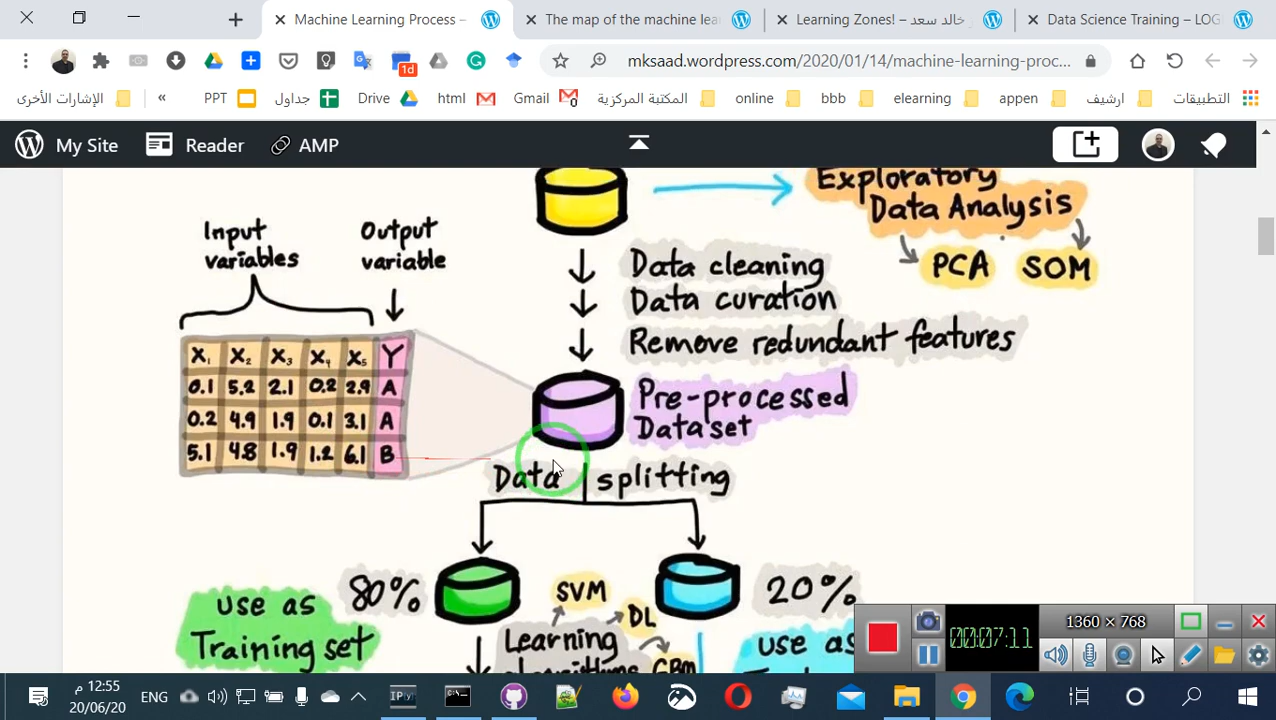 Machine Learning Process –
The map of the machine lea
Learning Zones! – خالد سعد
Data Science Training – LOG
mksaad.wordpress.com/2020/01/14/machine-learning-proc...
1d
الإشارات الأخرى
«
PPT
جداول
Drive
html
Gmail
المكتبة المركزية
online
bbb
elearning
appen
ارشيف
التطبيقات
My Site
Reader
AMP
Exploratory
Data Analysis
PCA
SOM
Input
variables
Output
variable
Data cleaning
Data curation
Remove redundant features
X₁ X₂ X₃ X₄ X₅ Y
0.1 5.2 2.1 0.2 2.9 A
0.2 4.9 1.9 0.1 3.1 A
5.1 4.8 1.9 1.2 6.1 B
Pre-processed
Dataset
Data splitting
80%
20%
SVM
DL
GBM
Use as
Training set
Learning
algorithms
use as
1360 × 768
00:07:11
12:55 م
20/06/20
ENG
IPy